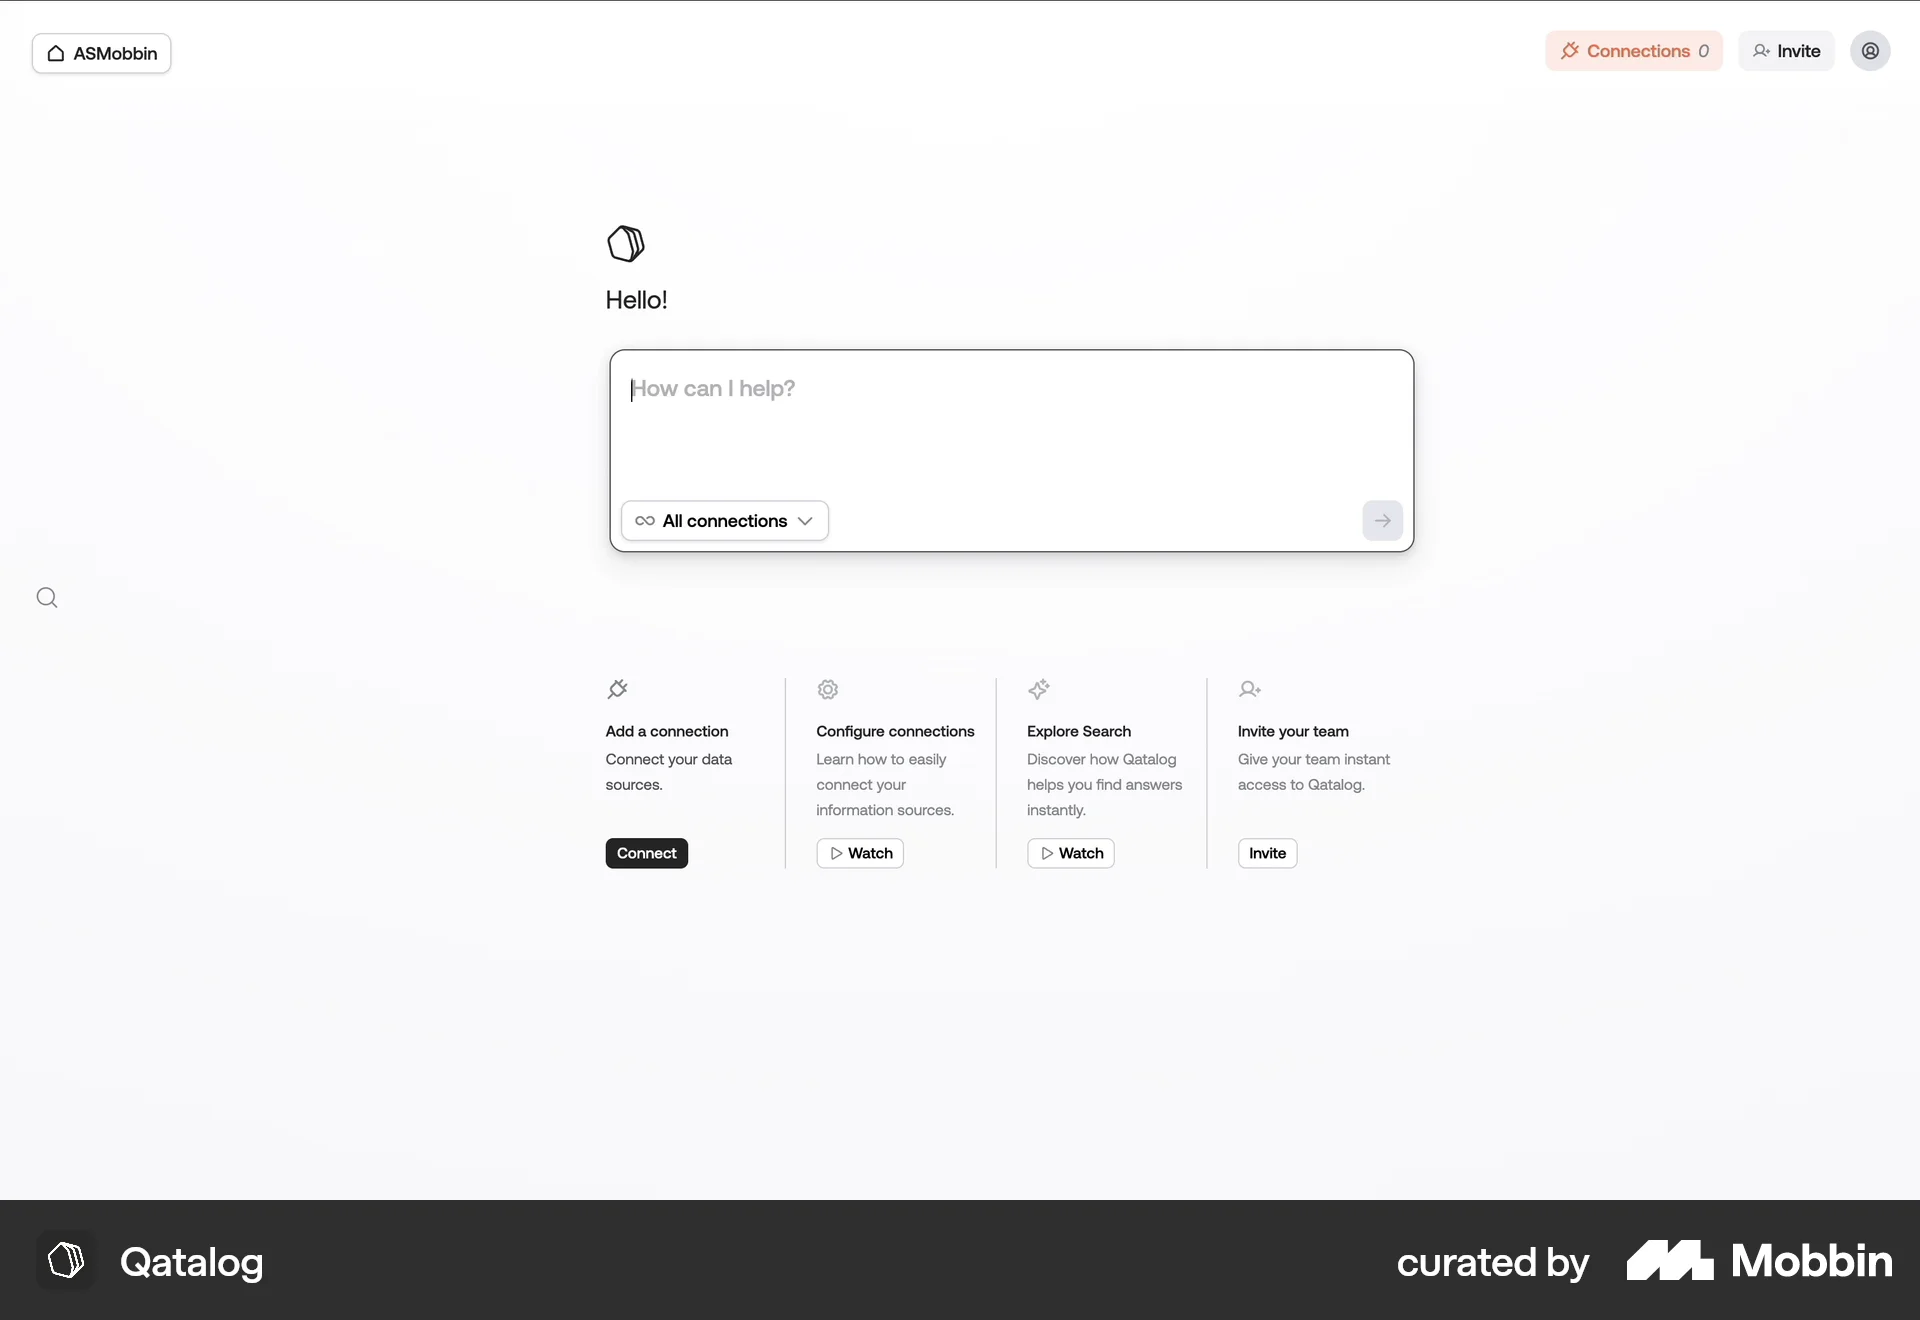 ASMobbin
Connections 0
Invite
Hello!
How can I help?
All connections
Add a connection
Connect your data
sources.
Connect
Configure connections
Learn how to easily
connect your
information sources.
Watch
Explore Search
Discover how Qatalog
helps you find answers
instantly.
Watch
Invite your team
Give your team instant
access to Qatalog.
Invite
Qatalog
curated by
Mobbin